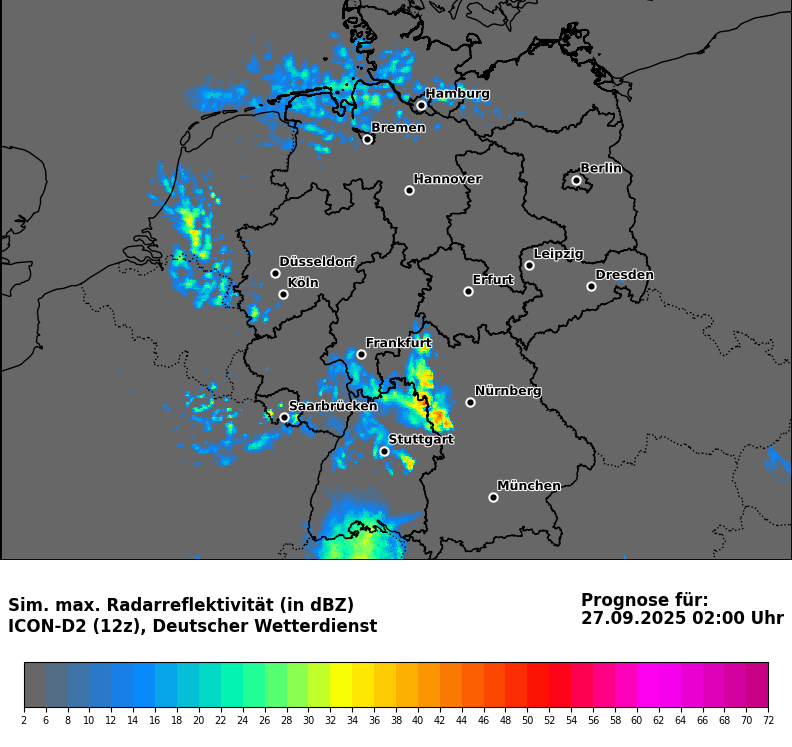 Hamburg
Bremen
Berlin
Hannover
Leipzig
Düsseldorf
Dresden
Köln
Erfurt
Frankfurt
Nürnberg
Saarbrücken
Stuttgart
München
Sim. max. Radarreflektivität (in dBZ)
ICON-D2 (12z), Deutscher Wetterdienst
Prognose für:
27.09.2025 02:00 Uhr
2 6 8 10 12 14 16 18 20 22 24 26 28 30 32 34 36 38 40 42 44 46 48 50 52 54 56 58 60 62 64 66 68 70 72